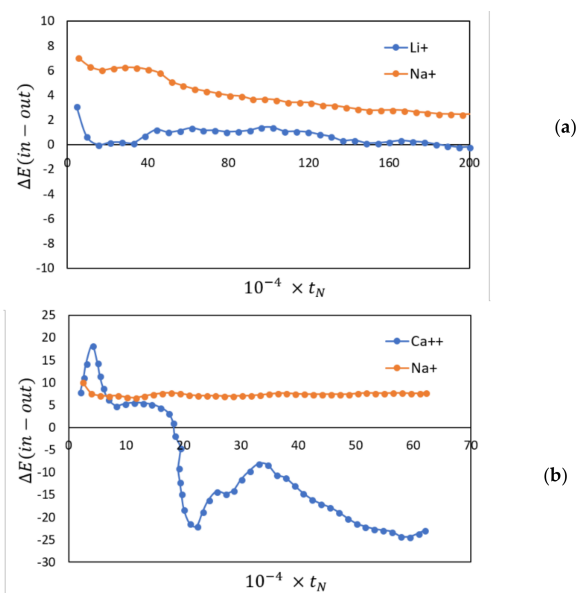 10
8
6
4
2
0
-2
-4
-6
-8
-10
0 40 80 120 160 200
ΔE(in − out)
10⁻⁴ × t_N
Li+
Na+
(a)
25
20
15
10
5
0
-5
-10
-15
-20
-25
-30
0 10 20 30 40 50 60 70
ΔE(in − out)
10⁻⁴ × t_N
Ca++
Na+
(b)